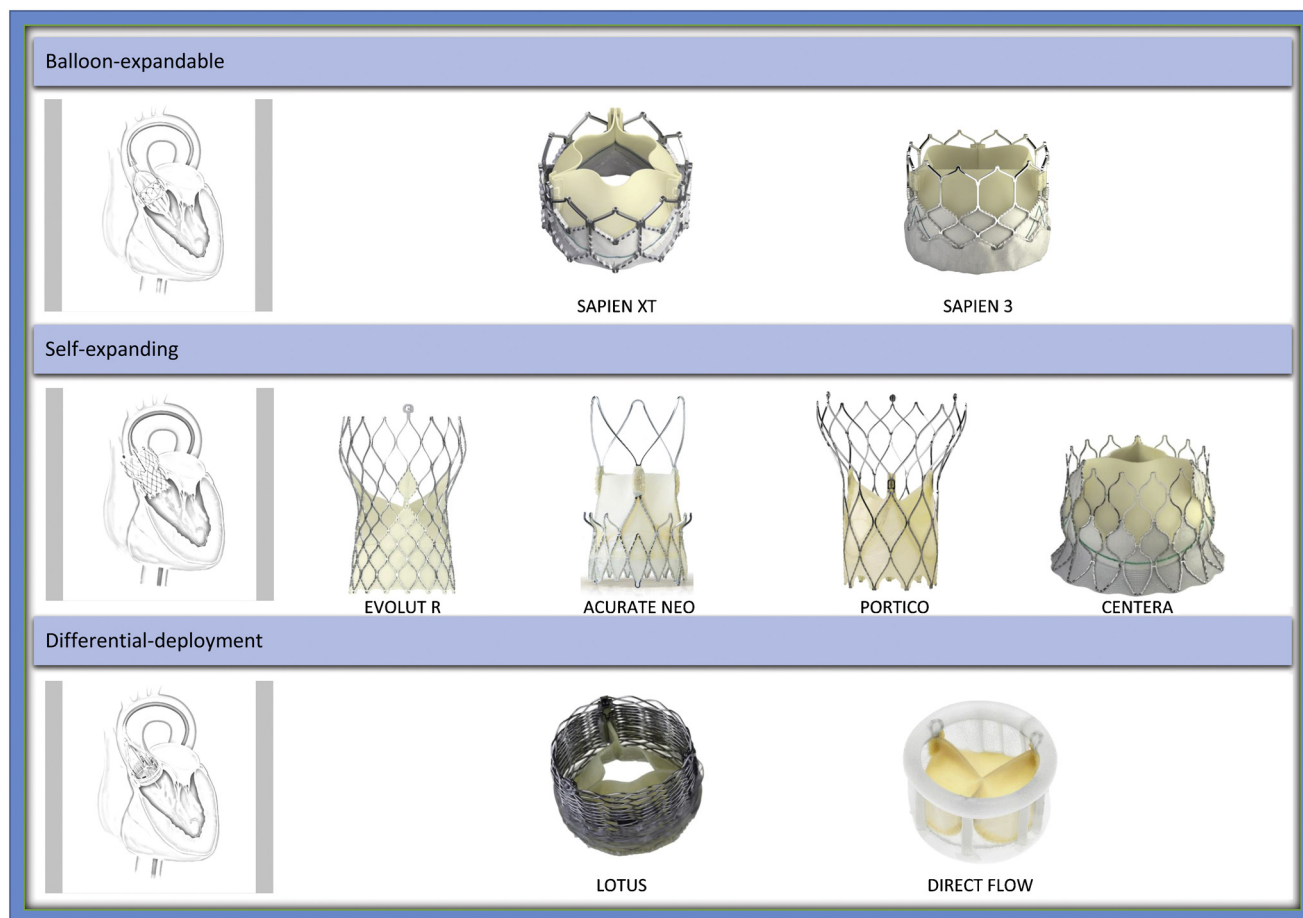 Balloon-expandable
SAPIEN XT
SAPIEN 3
Self-expanding
EVOLUT R
ACURATE NEO
PORTICO
CENTERA
Differential-deployment
LOTUS
DIRECT FLOW